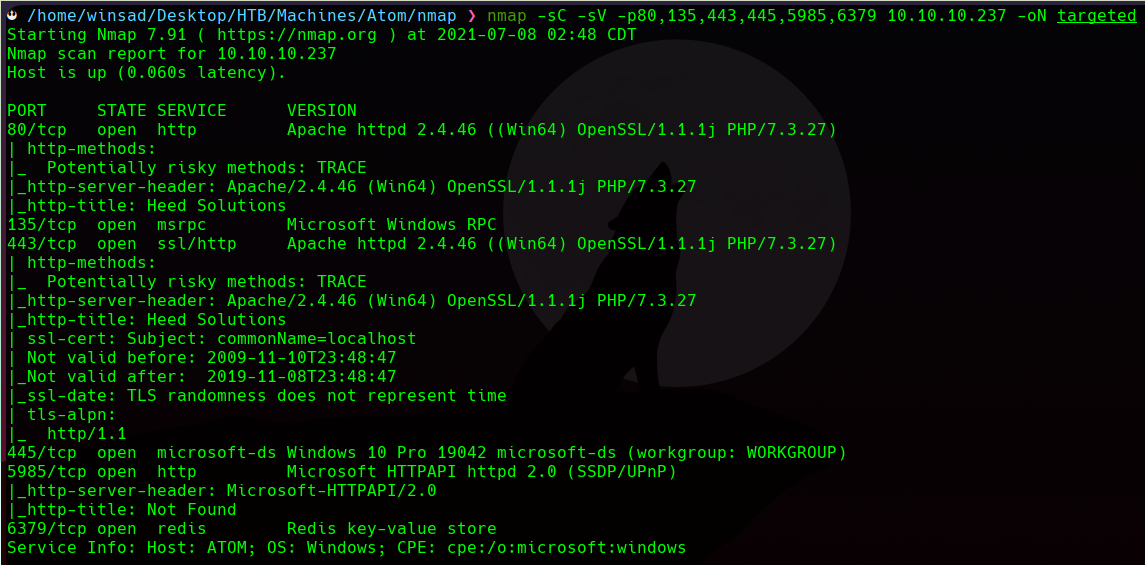 /home/winsad/Desktop/HTB/Machines/Atom/nmap ❯ nmap -sC -sV -p80,135,443,445,5985,6379 10.10.10.237 -oN targeted
Starting Nmap 7.91 ( https://nmap.org ) at 2021-07-08 02:48 CDT
Nmap scan report for 10.10.10.237
Host is up (0.060s latency).

PORT     STATE SERVICE      VERSION
80/tcp   open  http         Apache httpd 2.4.46 ((Win64) OpenSSL/1.1.1j PHP/7.3.27)
| http-methods:
|_  Potentially risky methods: TRACE
|_http-server-header: Apache/2.4.46 (Win64) OpenSSL/1.1.1j PHP/7.3.27
|_http-title: Heed Solutions
135/tcp  open  msrpc        Microsoft Windows RPC
443/tcp  open  ssl/http     Apache httpd 2.4.46 ((Win64) OpenSSL/1.1.1j PHP/7.3.27)
| http-methods:
|_  Potentially risky methods: TRACE
|_http-server-header: Apache/2.4.46 (Win64) OpenSSL/1.1.1j PHP/7.3.27
|_http-title: Heed Solutions
| ssl-cert: Subject: commonName=localhost
| Not valid before: 2009-11-10T23:48:47
|_Not valid after:  2019-11-08T23:48:47
|_ssl-date: TLS randomness does not represent time
| tls-alpn:
|_  http/1.1
445/tcp  open  microsoft-ds Windows 10 Pro 19042 microsoft-ds (workgroup: WORKGROUP)
5985/tcp open  http         Microsoft HTTPAPI httpd 2.0 (SSDP/UPnP)
|_http-server-header: Microsoft-HTTPAPI/2.0
|_http-title: Not Found
6379/tcp open  redis        Redis key-value store
Service Info: Host: ATOM; OS: Windows; CPE: cpe:/o:microsoft:windows